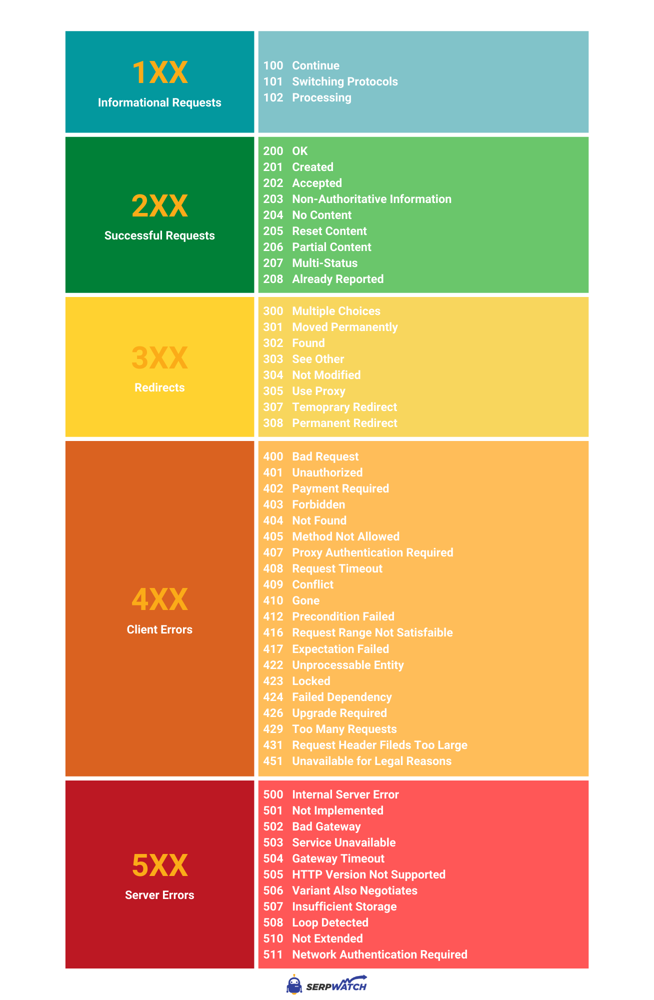 1XX
Informational Requests
100 Continue
101 Switching Protocols
102 Processing
2XX
Successful Requests
200 OK
201 Created
202 Accepted
203 Non-Authoritative Information
204 No Content
205 Reset Content
206 Partial Content
207 Multi-Status
208 Already Reported
3XX
Redirects
300 Multiple Choices
301 Moved Permanently
302 Found
303 See Other
304 Not Modified
305 Use Proxy
307 Temoprary Redirect
308 Permanent Redirect
4XX
Client Errors
400 Bad Request
401 Unauthorized
402 Payment Required
403 Forbidden
404 Not Found
405 Method Not Allowed
407 Proxy Authentication Required
408 Request Timeout
409 Conflict
410 Gone
412 Precondition Failed
416 Request Range Not Satisfaible
417 Expectation Failed
422 Unprocessable Entity
423 Locked
424 Failed Dependency
426 Upgrade Required
429 Too Many Requests
431 Request Header Fileds Too Large
451 Unavailable for Legal Reasons
5XX
Server Errors
500 Internal Server Error
501 Not Implemented
502 Bad Gateway
503 Service Unavailable
504 Gateway Timeout
505 HTTP Version Not Supported
506 Variant Also Negotiates
507 Insufficient Storage
508 Loop Detected
510 Not Extended
511 Network Authentication Required
SERPWATCH